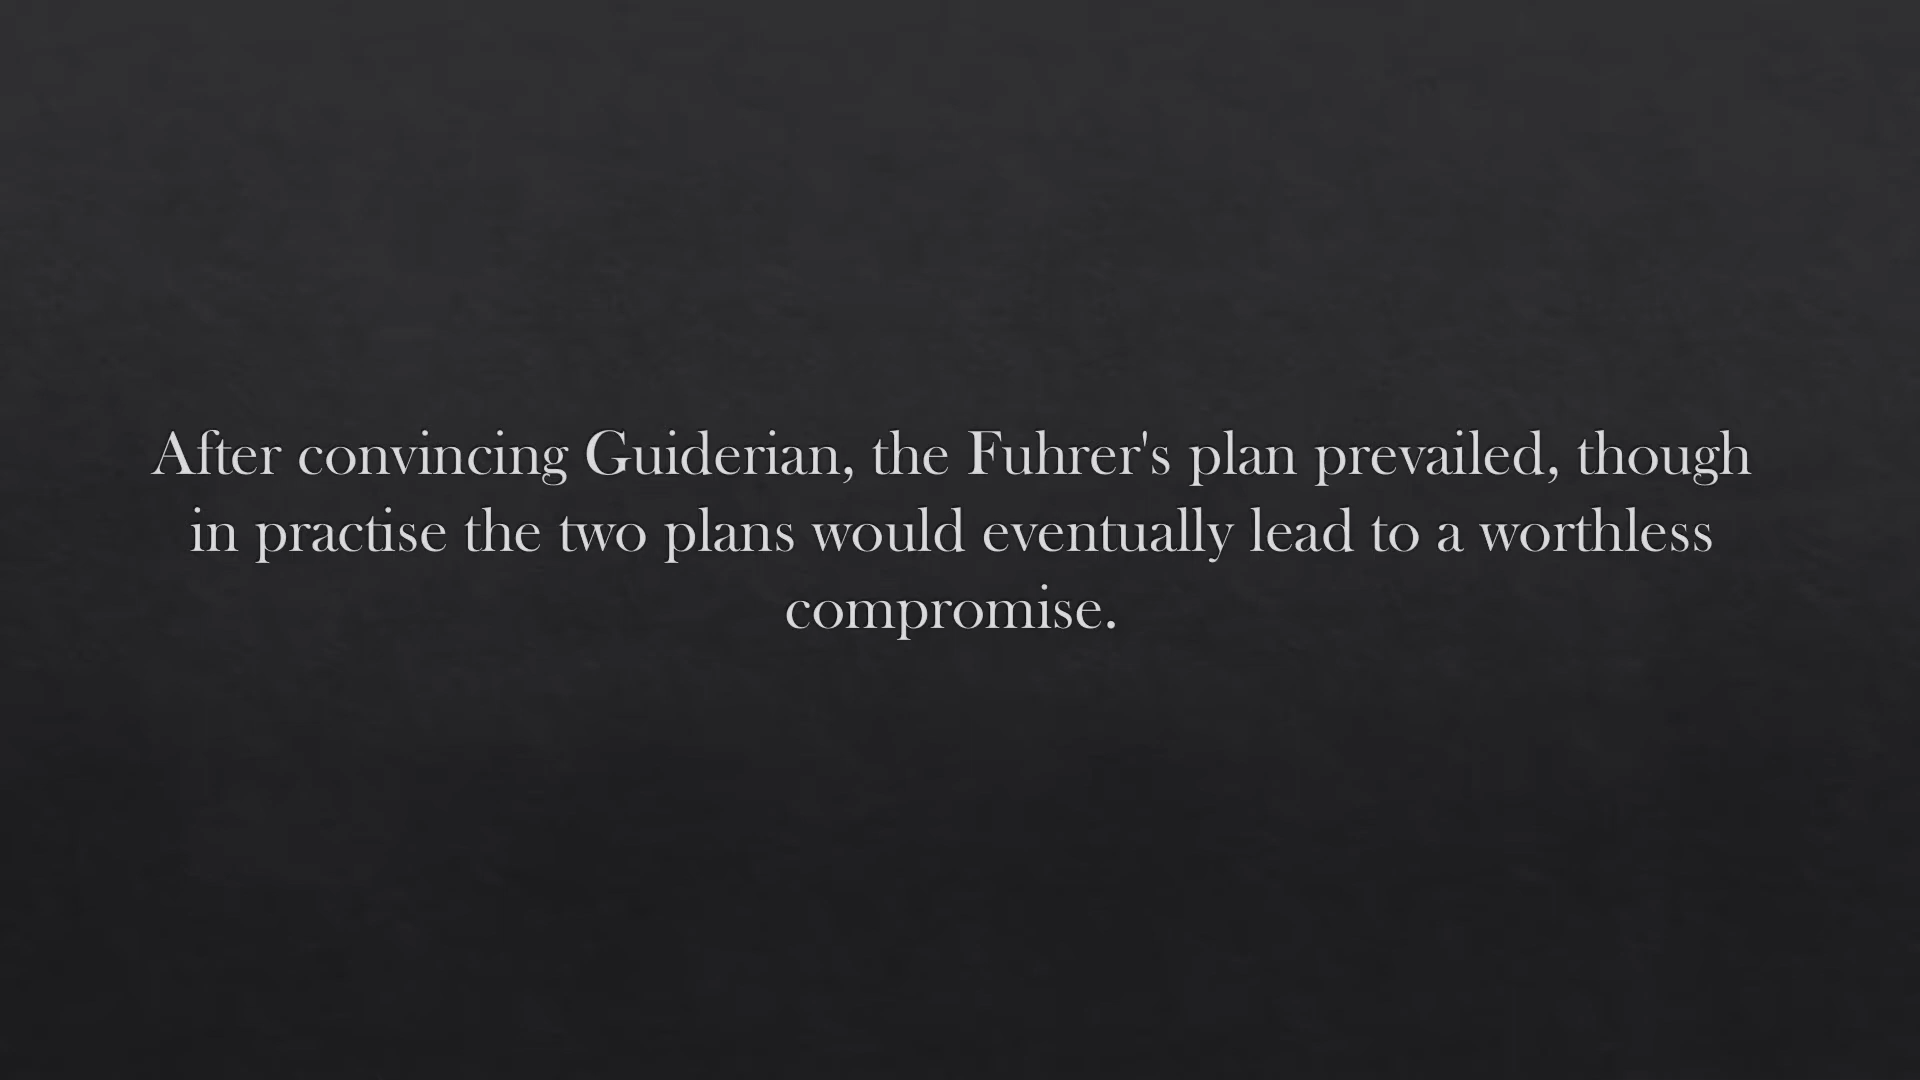 After convincing Guiderian, the Fuhrer's plan prevailed, though
in practise the two plans would eventually lead to a worthless
compromise.